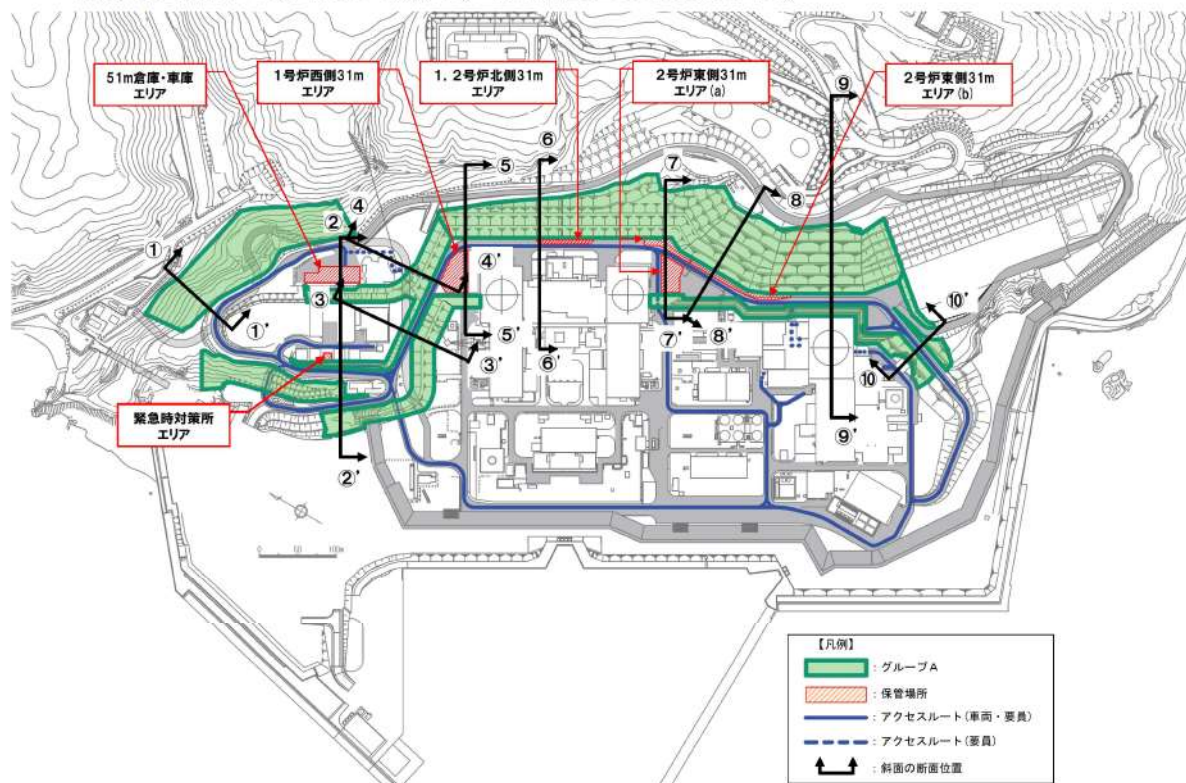 51m倉庫・車庫
エリア
1号炉西側31m
エリア
1, 2号炉北側31m
エリア
2号炉東側31m
エリア(a)
2号炉東側31m
エリア(b)
⑨
⑥
⑤
⑦
⑧
②
④
①
④'
⑩'
③
①'
⑤'
③'
⑥'
⑦'
⑧'
⑩
緊急時対策所
エリア
⑨'
②'
0
100m
【凡例】
：グループA
：保管場所
：アクセスルート(車両・要員)
：アクセスルート(要員)
：斜面の断面位置